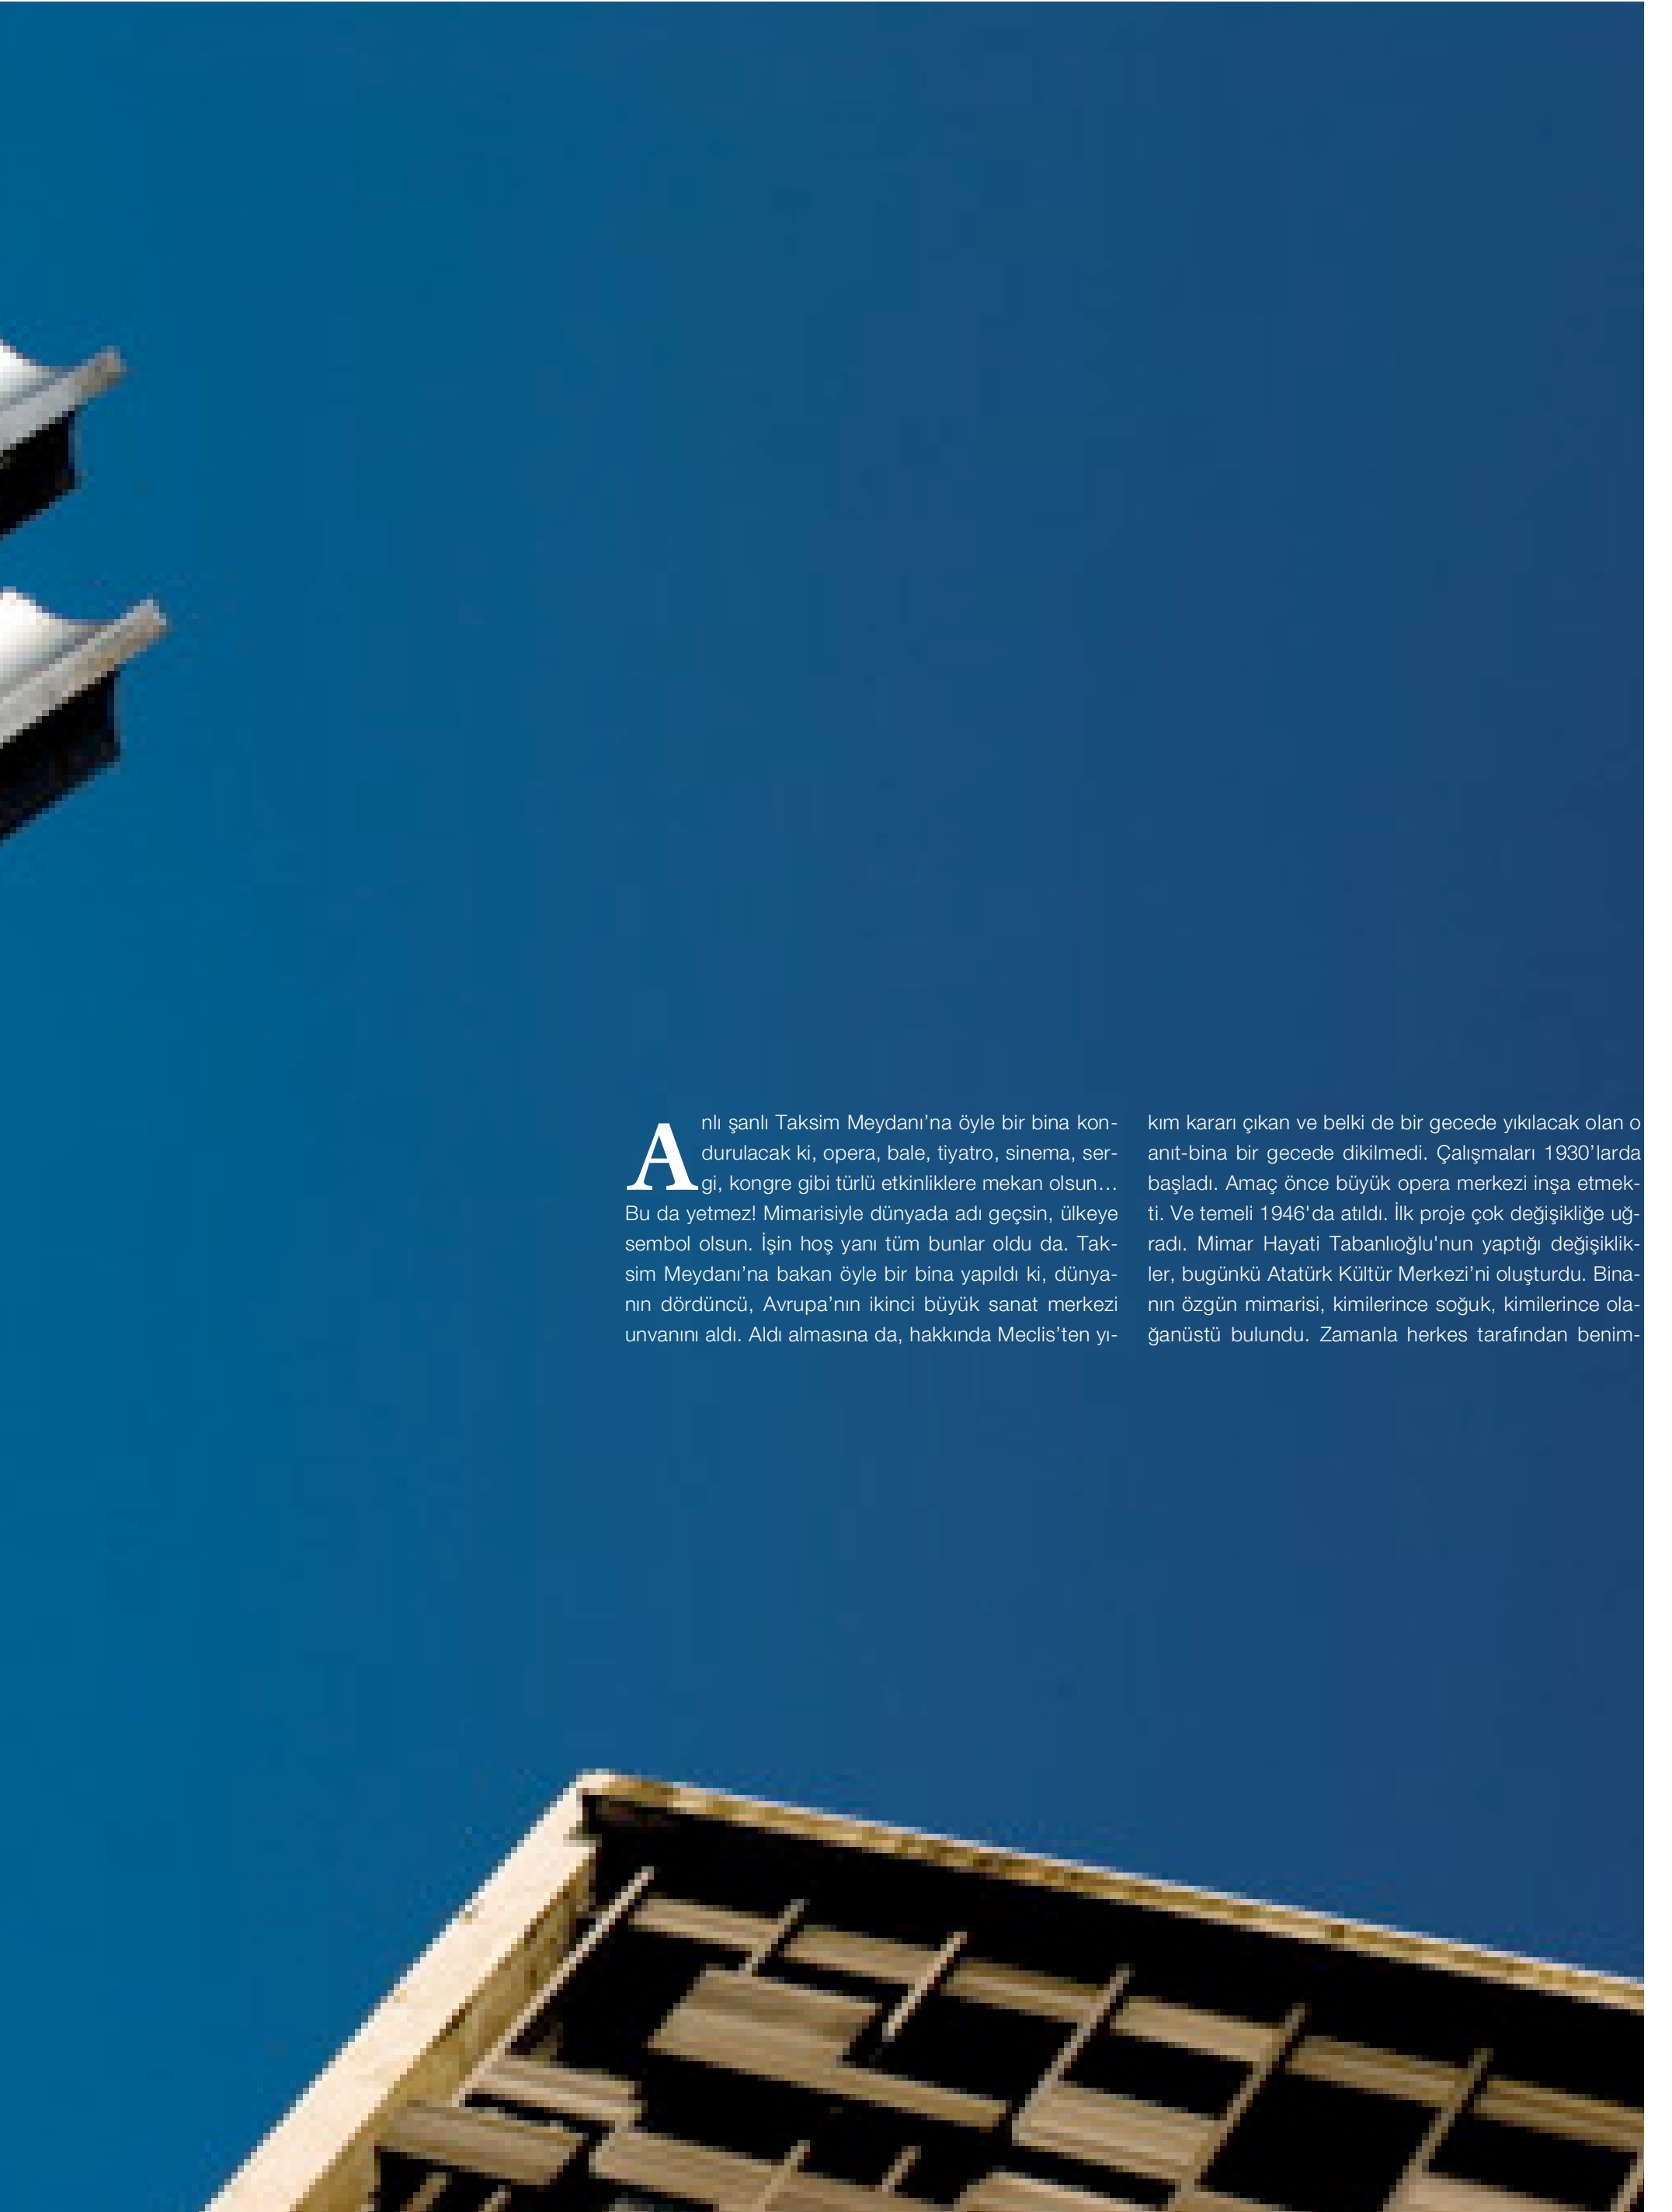 Anlı şanlı Taksim Meydanı’na öyle bir bina kon-
durulacak ki, opera, bale, tiyatro, sinema, ser-
gi, kongre gibi türlü etkinliklere mekan olsun…
Bu da yetmez! Mimarisiyle dünyada adı geçsin, ülkeye
sembol olsun. İşin hoş yanı tüm bunlar oldu da. Tak-
sim Meydanı’na bakan öyle bir bina yapıldı ki, dünya-
nın dördüncü, Avrupa’nın ikinci büyük sanat merkezi
unvanını aldı. Aldı almasına da, hakkında Meclis’ten yı-
kım kararı çıkan ve belki de bir gecede yıkılacak olan o
anıt-bina bir gecede dikilmedi. Çalışmaları 1930’larda
başladı. Amaç önce büyük opera merkezi inşa etmek-
ti. Ve temeli 1946'da atıldı. İlk proje çok değişikliğe uğ-
radı. Mimar Hayati Tabanlıoğlu'nun yaptığı değişiklik-
ler, bugünkü Atatürk Kültür Merkezi’ni oluşturdu. Bina-
nın özgün mimarisi, kimilerince soğuk, kimilerince ola-
ğanüstü bulundu. Zamanla herkes tarafından benim-